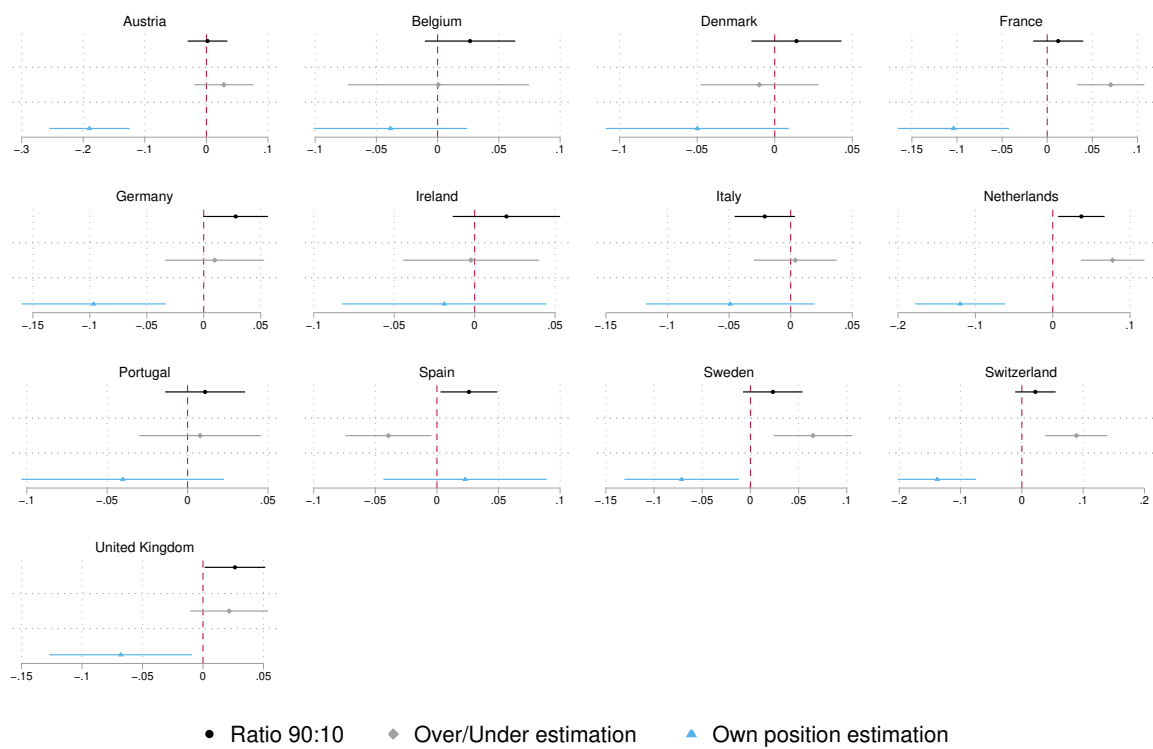 Austria Belgium Denmark France
−.3 −.2 −.1 0 .1 −.1 −.05 0 .05 .1 −.1 −.05 0 .05 −.15 −.1 −.05 0 .05 .1
Germany Ireland Italy Netherlands
−.15 −.1 −.05 0 .05 −.1 −.05 0 .05 −.15 −.1 −.05 0 .05 −.2 −.1 0 .1
Portugal Spain Sweden Switzerland
−.1 −.05 0 .05 −.1 −.05 0 .05 .1 −.15 −.1 −.05 0 .05 .1 −.2 −.1 0 .1 .2
United Kingdom
−.15 −.1 −.05 0 .05
Ratio 90:10 Over/Under estimation Own position estimation